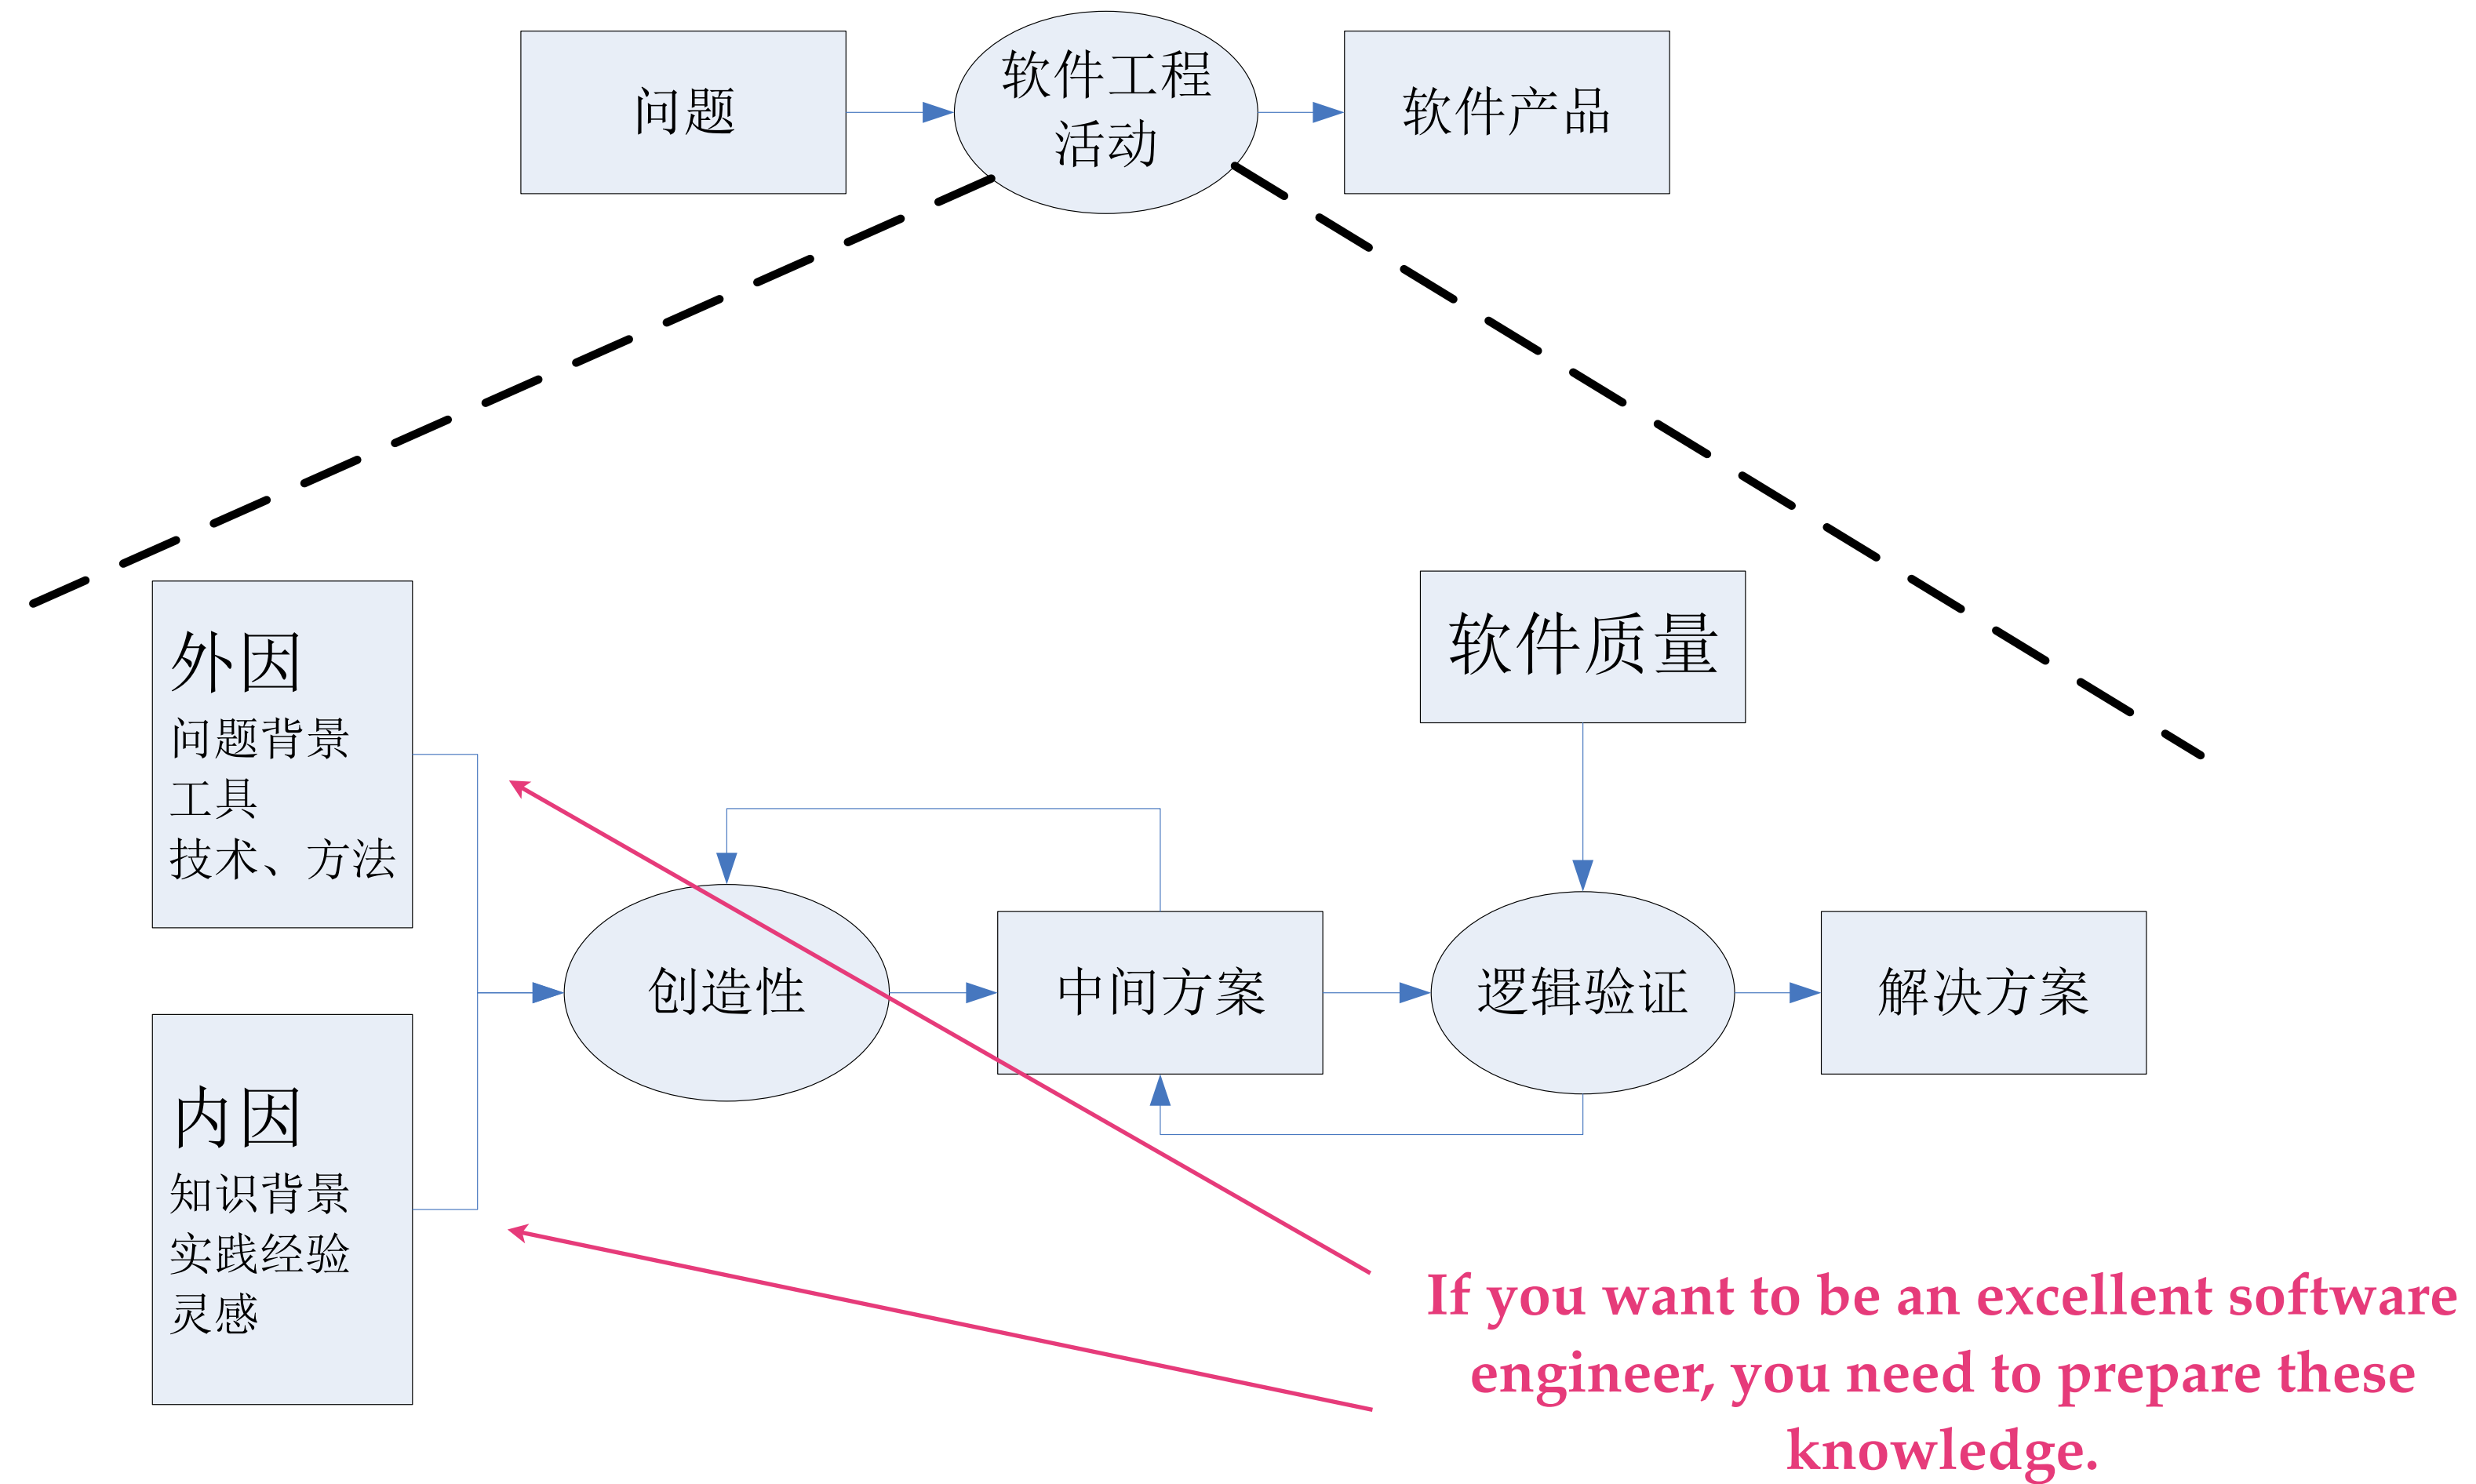 问题
软件工程
活动
软件产品
外因
问题背景
工具
技术、方法
软件质量
创造性
中间方案
逻辑验证
解决方案
内因
知识背景
实践经验
灵感
If you want to be an excellent software
engineer, you need to prepare these
knowledge.